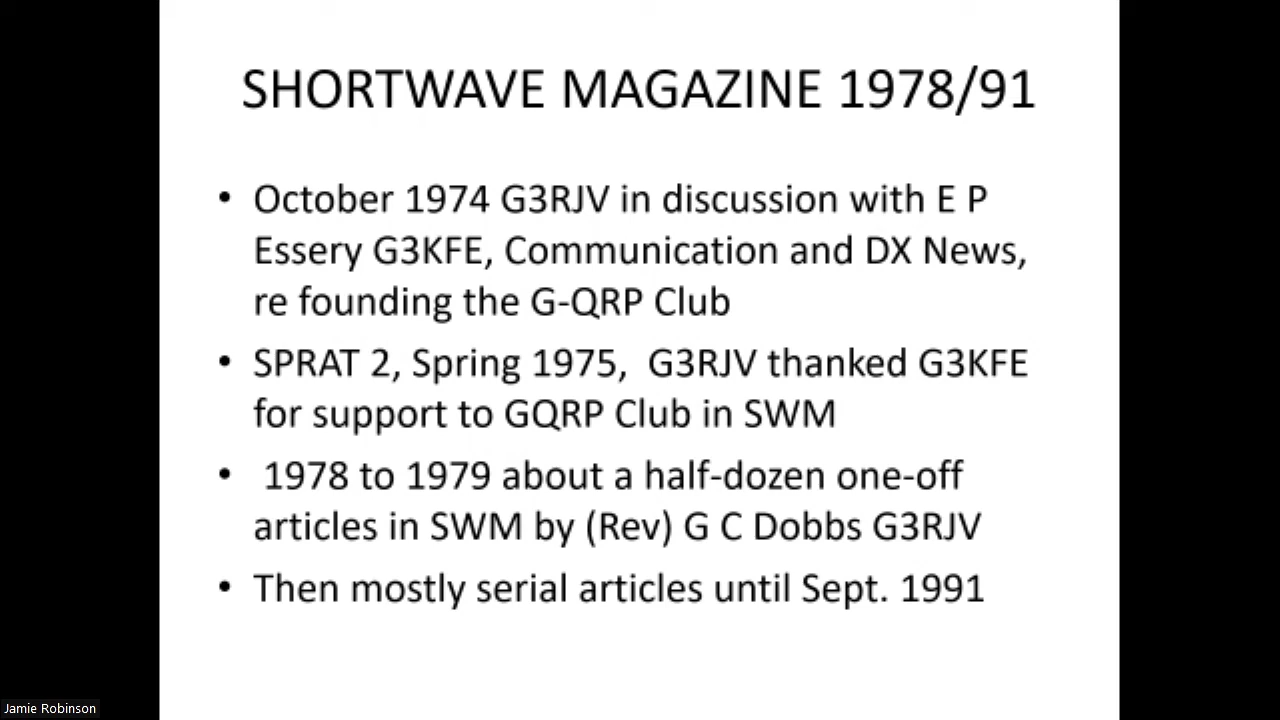 SHORTWAVE MAGAZINE 1978/91
• October 1974 G3RJV in discussion with E P
Essery G3KFE, Communication and DX News,
re founding the G-QRP Club
• SPRAT 2, Spring 1975,  G3RJV thanked G3KFE
for support to GQRP Club in SWM
•  1978 to 1979 about a half-dozen one-off
articles in SWM by (Rev) G C Dobbs G3RJV
• Then mostly serial articles until Sept. 1991
Jamie Robinson